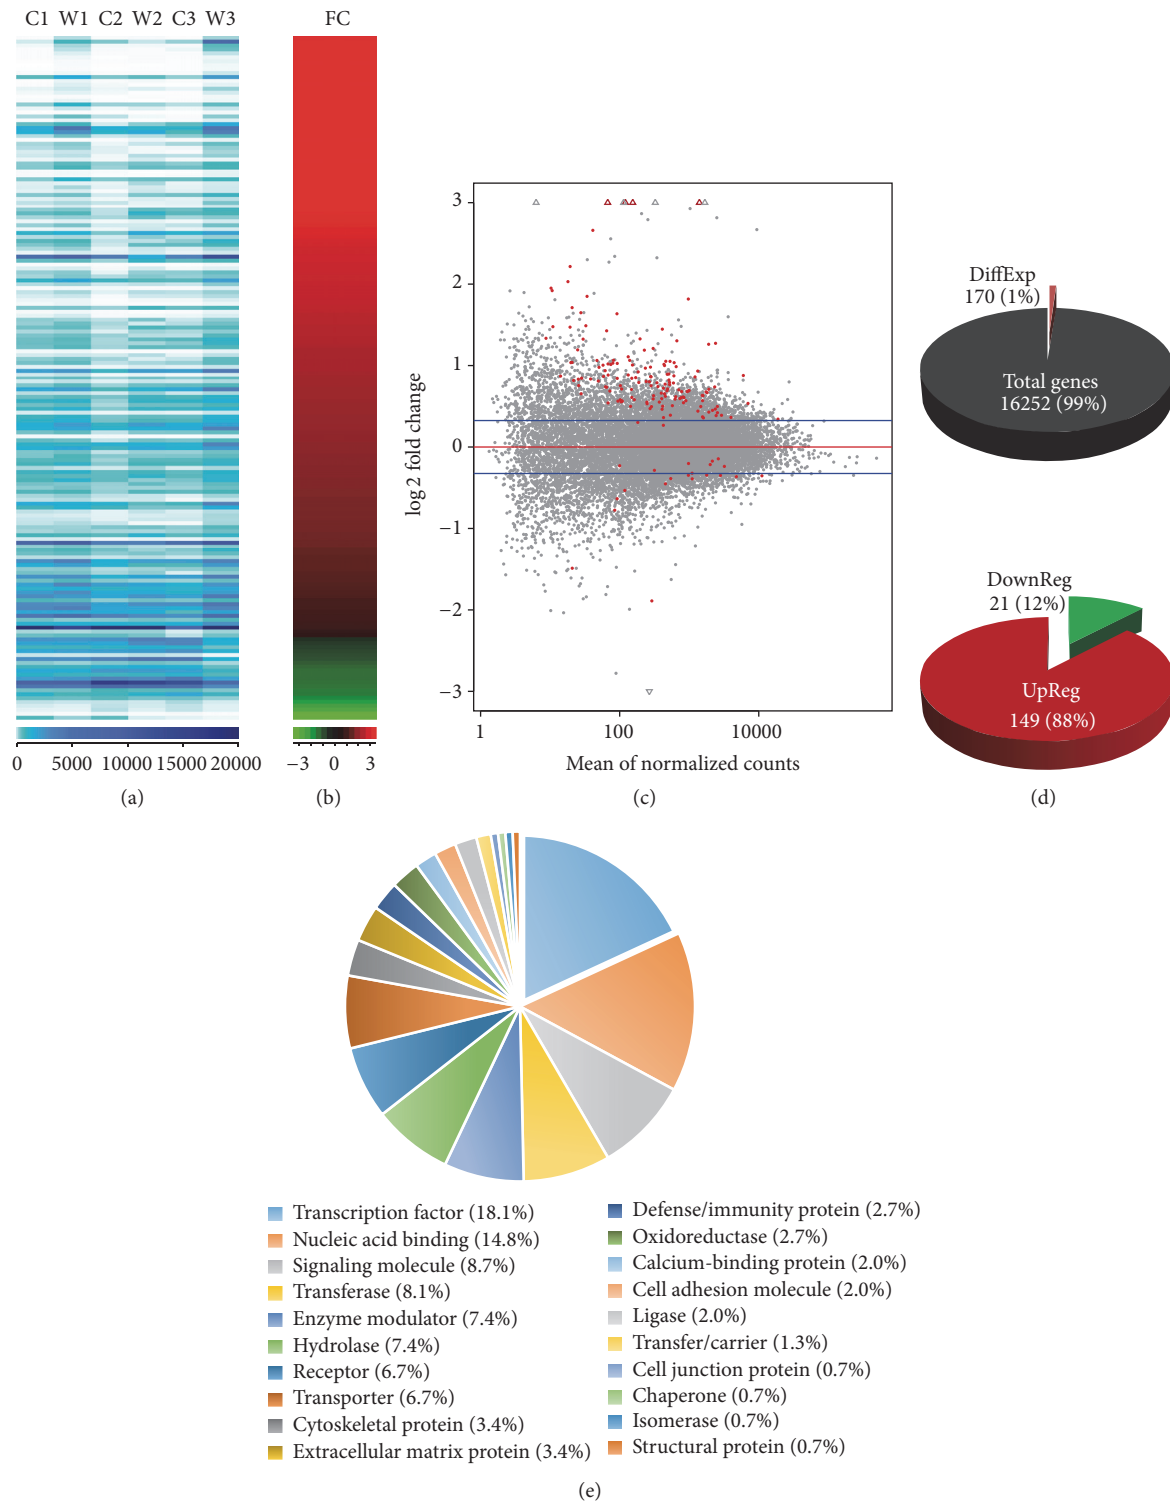 C1 W1 C2 W2 C3 W3
FC
0 5000 10000 15000 20000
−3 0 3
(a)
(b)
log2 fold change
3
2
1
0
−1
−2
−3
1 100 10000
Mean of normalized counts
(c)
DiffExp
170 (1%)
Total genes
16252 (99%)
DownReg
21 (12%)
UpReg
149 (88%)
(d)
Transcription factor (18.1%)
Nucleic acid binding (14.8%)
Signaling molecule (8.7%)
Transferase (8.1%)
Enzyme modulator (7.4%)
Hydrolase (7.4%)
Receptor (6.7%)
Transporter (6.7%)
Cytoskeletal protein (3.4%)
Extracellular matrix protein (3.4%)
Defense/immunity protein (2.7%)
Oxidoreductase (2.7%)
Calcium-binding protein (2.0%)
Cell adhesion molecule (2.0%)
Ligase (2.0%)
Transfer/carrier (1.3%)
Cell junction protein (0.7%)
Chaperone (0.7%)
Isomerase (0.7%)
Structural protein (0.7%)
(e)